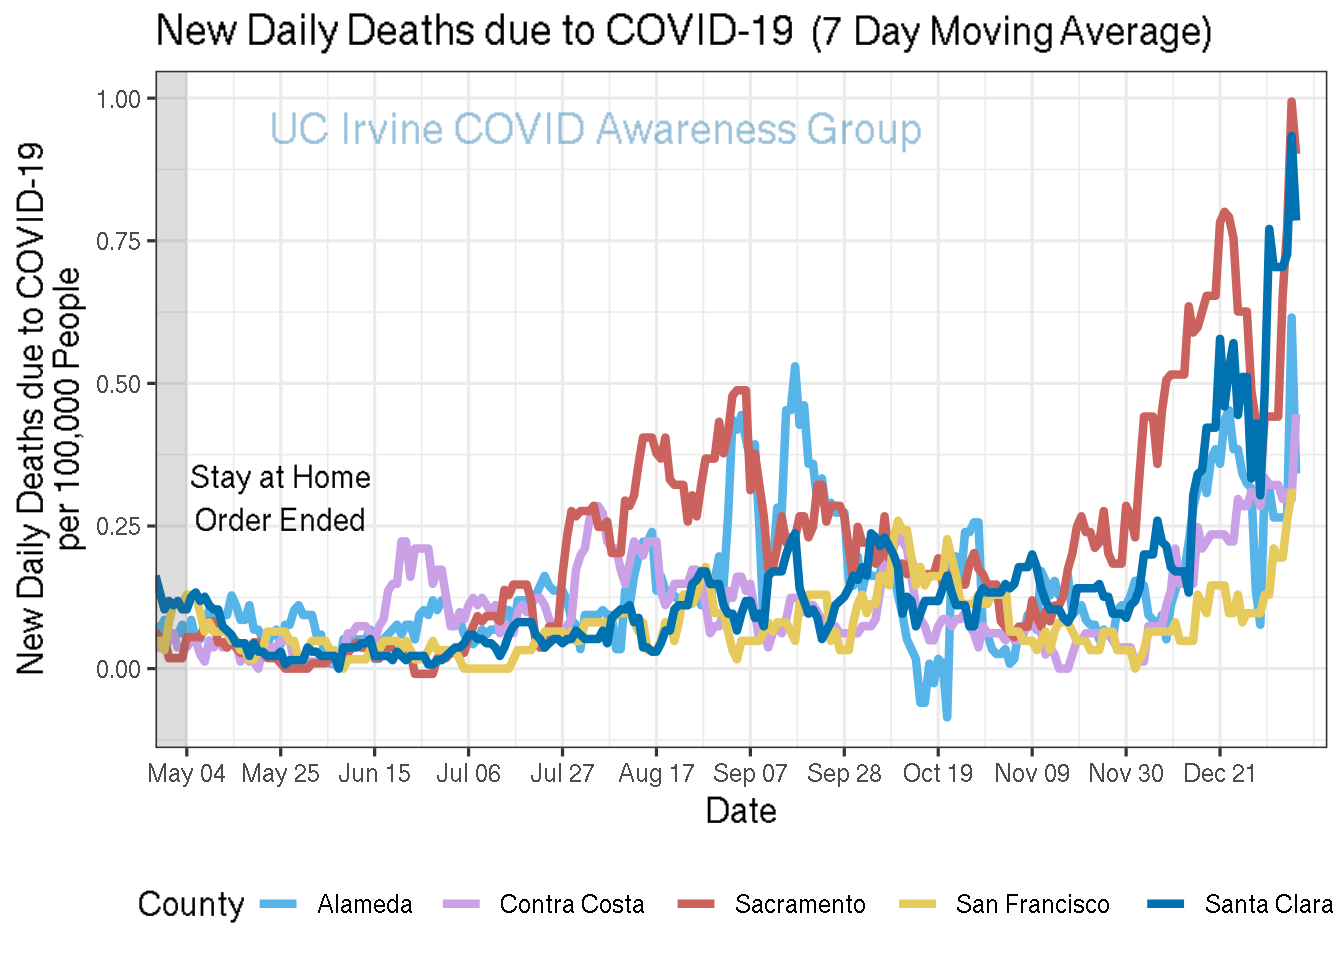 New Daily Deaths due to COVID-19 (7 Day Moving Average)
New Daily Deaths due to COVID-19
per 100,000 People
1.00
0.75
0.50
0.25
0.00
UC Irvine COVID Awareness Group
Stay at Home
Order Ended
May 04 May 25 Jun 15 Jul 06 Jul 27 Aug 17 Sep 07 Sep 28 Oct 19 Nov 09 Nov 30 Dec 21
Date
County Alameda Contra Costa Sacramento San Francisco Santa Clara